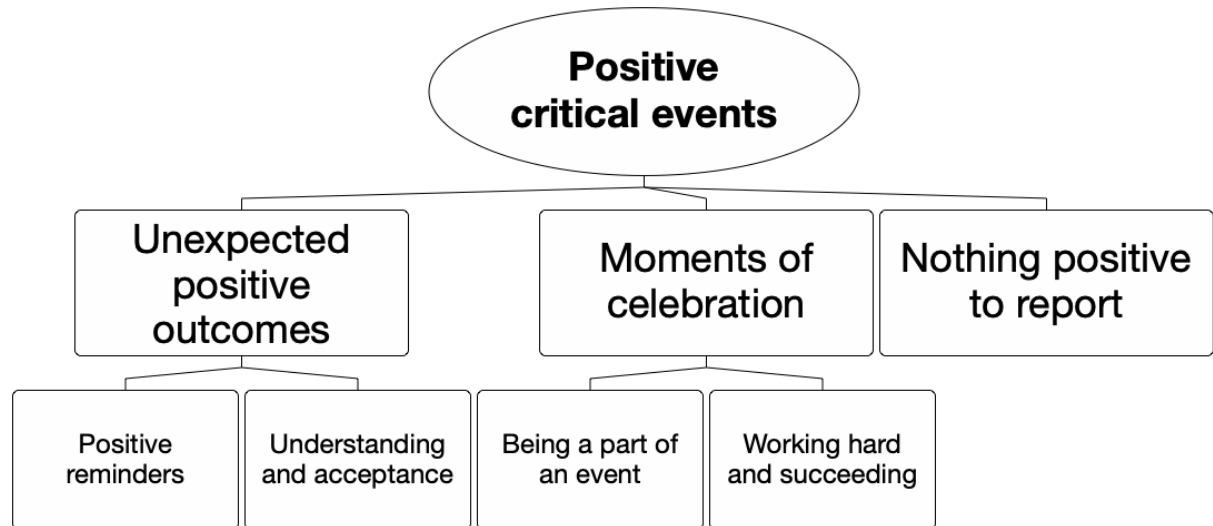 Positive
critical events
Unexpected
positive
outcomes
Moments of
celebration
Nothing positive
to report
Positive
reminders
Understanding
and acceptance
Being a part of
an event
Working hard
and succeeding